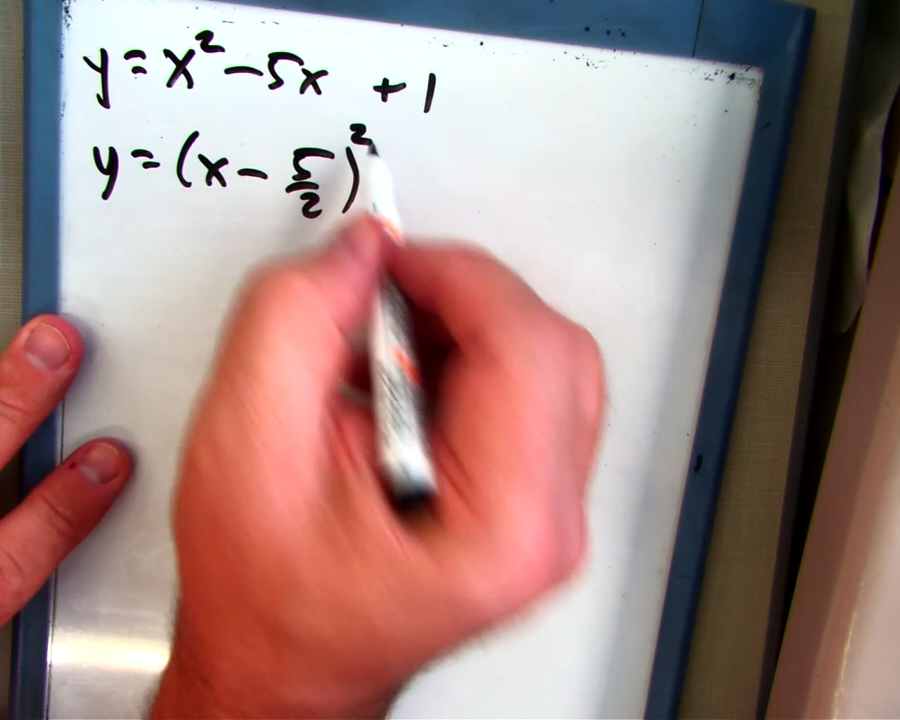 y = x² - 5x + 1
y = (x - 5/2)²